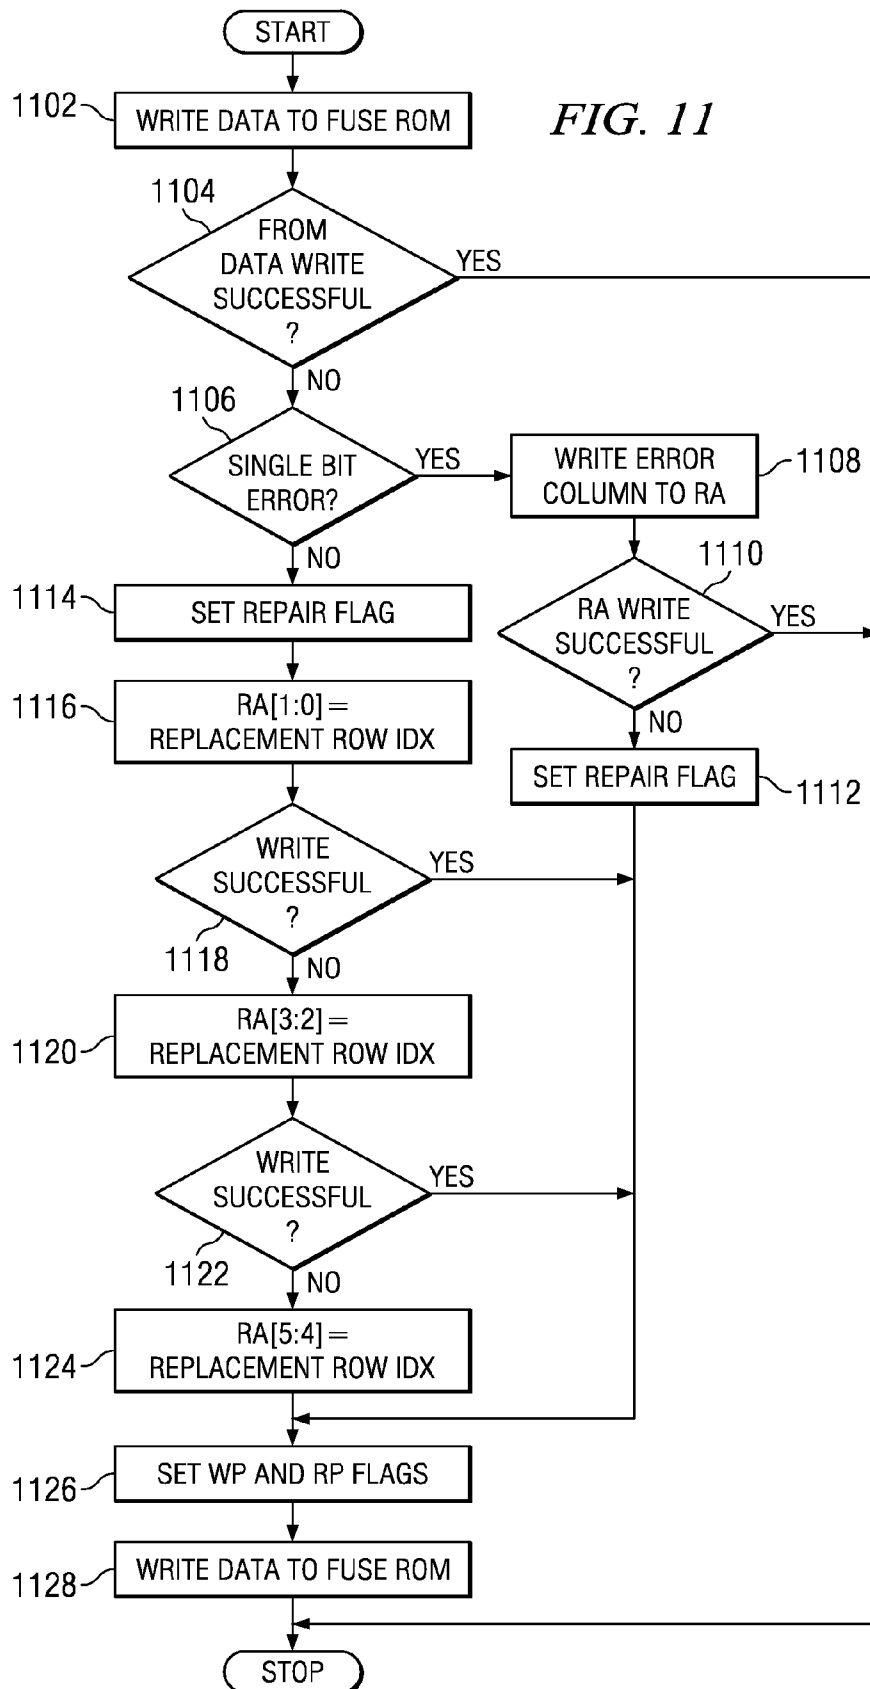 START
1102
WRITE DATA TO FUSE ROM
FIG. 11
1104
FROM
DATA WRITE
SUCCESSFUL
?
YES
NO
1106
SINGLE BIT
ERROR?
YES
WRITE ERROR
COLUMN TO RA
1108
NO
1110
1114
SET REPAIR FLAG
RA WRITE
SUCCESSFUL
?
YES
1116
RA[1:0]=
REPLACEMENT ROW IDX
NO
SET REPAIR FLAG
1112
WRITE
SUCCESSFUL
?
YES
1118
NO
1120
RA[3:2]=
REPLACEMENT ROW IDX
WRITE
SUCCESSFUL
?
YES
1122
NO
1124
RA[5:4]=
REPLACEMENT ROW IDX
SET WP AND RP FLAGS
1126
WRITE DATA TO FUSE ROM
1128
STOP